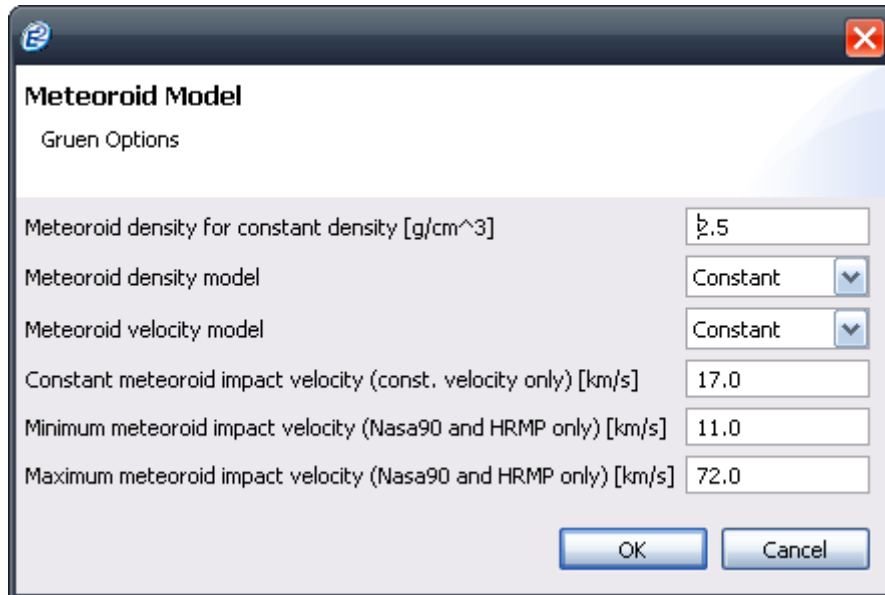 Meteoroid Model
Gruen Options
Meteoroid density for constant density [g/cm^3] 2.5
Meteoroid density model Constant
Meteoroid velocity model Constant
Constant meteoroid impact velocity (const. velocity only) [km/s] 17.0
Minimum meteoroid impact velocity (Nasa90 and HRMP only) [km/s] 11.0
Maximum meteoroid impact velocity (Nasa90 and HRMP only) [km/s] 72.0
OK Cancel